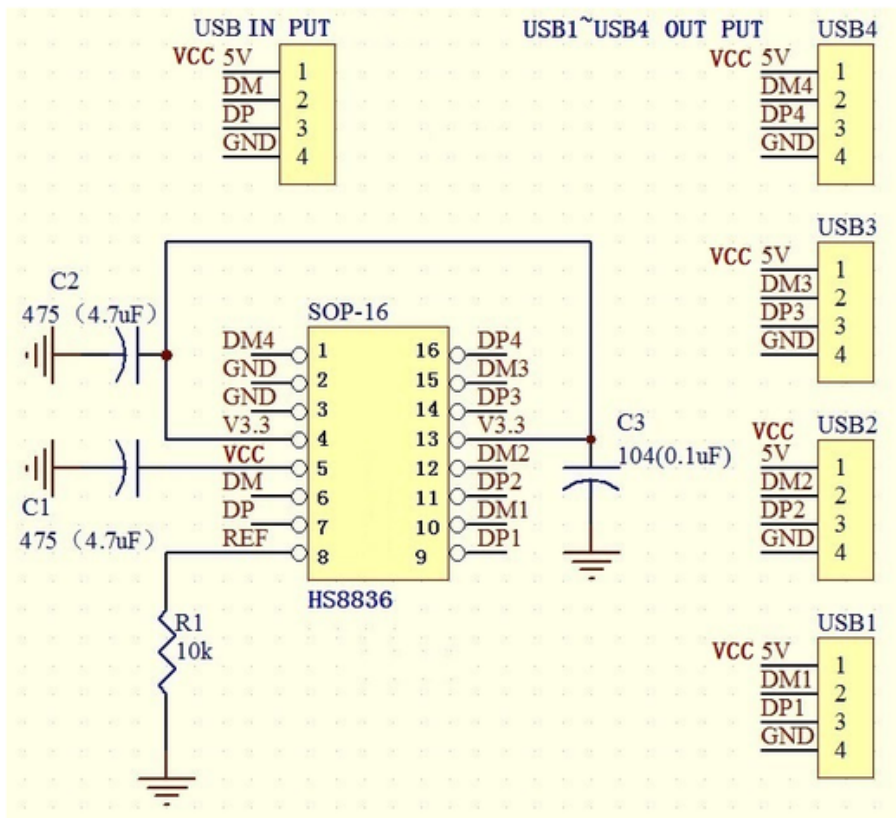 USB IN PUT
VCC 5V
DM
DP
GND
1
2
3
4
USB1~USB4 OUT PUT
USB4
VCC 5V
DM4
DP4
GND
1
2
3
4
USB3
VCC 5V
DM3
DP3
GND
1
2
3
4
C2
475（4.7uF）
C1
475（4.7uF）
SOP-16
DM4
GND
GND
V3.3
VCC
DM
DP
REF
1
2
3
4
5
6
7
8
16
15
14
13
12
11
10
9
DP4
DM3
DP3
V3.3
DM2
DP2
DM1
DP1
HS8836
C3
104(0.1uF)
R1
10k
USB2
VCC
5V
DM2
DP2
GND
1
2
3
4
USB1
VCC 5V
DM1
DP1
GND
1
2
3
4